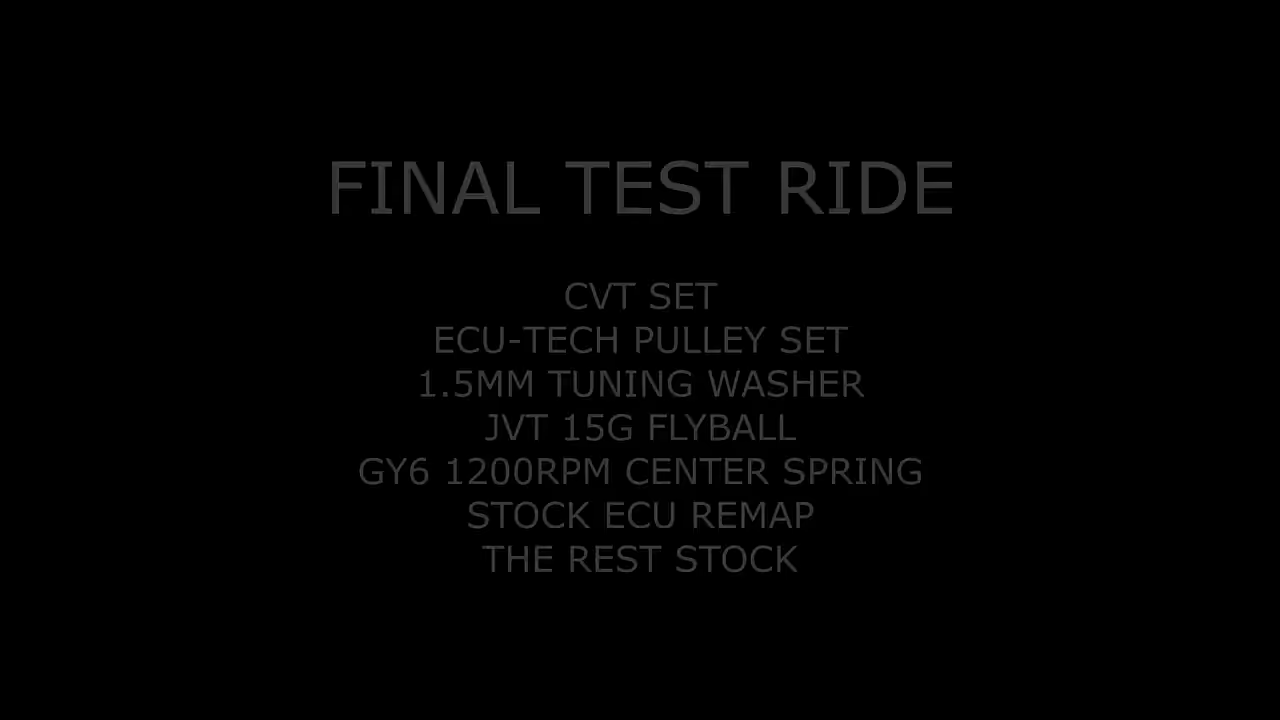 FINAL TEST RIDE
CVT SET
ECU-TECH PULLEY SET
1.5MM TUNING WASHER
JVT 15G FLYBALL
GY6 1200RPM CENTER SPRING
STOCK ECU REMAP
THE REST STOCK